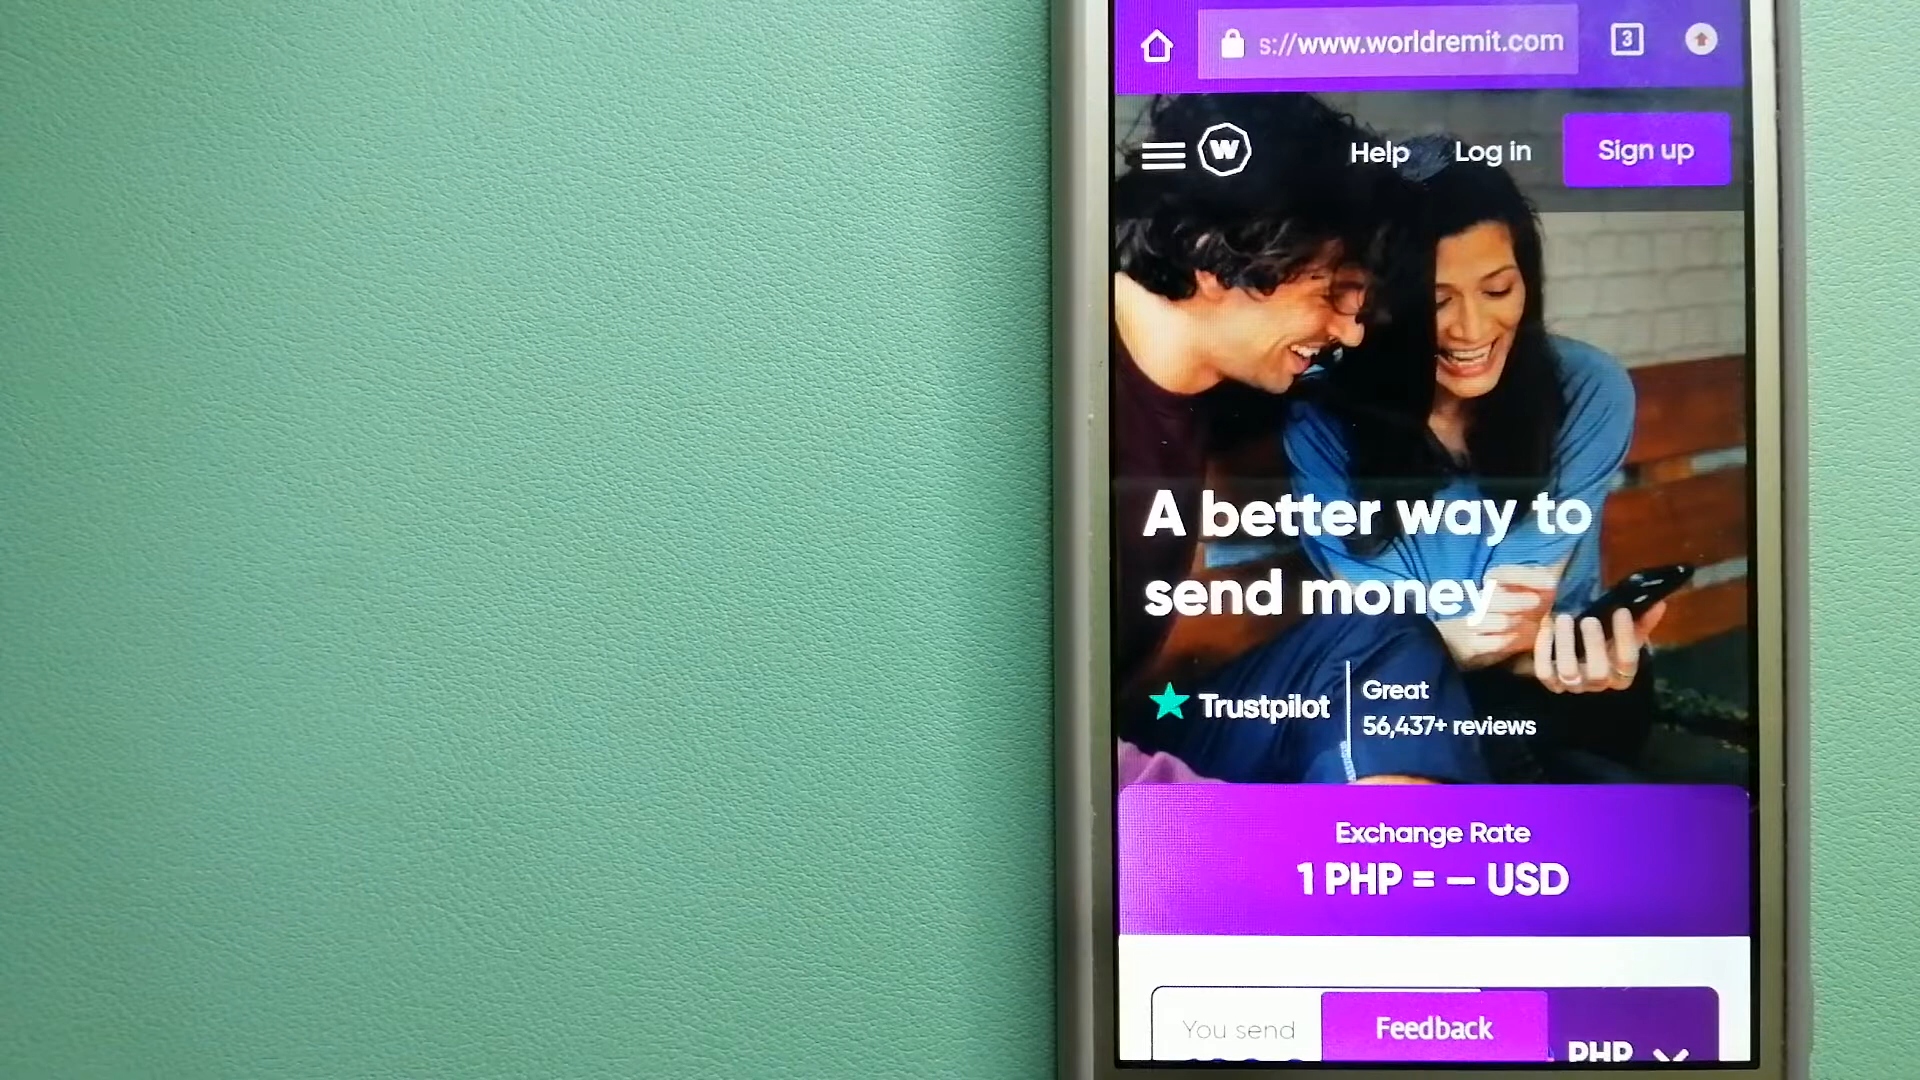 s://www.worldremit.com
3
W
Help
Log in
Sign up
A better way to
send money
Trustpilot
Great
56,437+ reviews
Exchange Rate
1 PHP = – USD
You send
Feedback
PHP